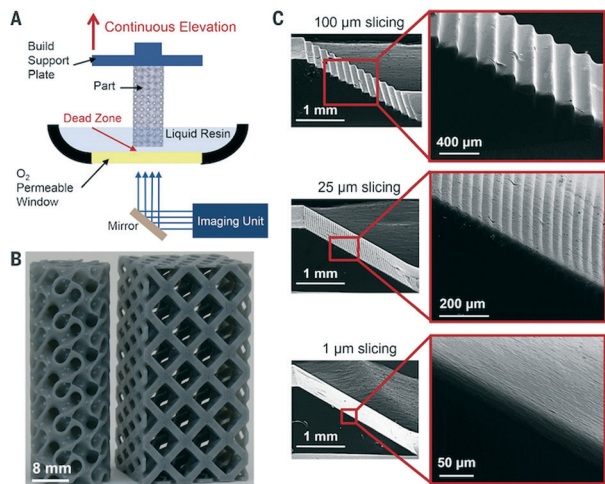 A
Continuous Elevation
Build
Support
Plate
Part
Dead Zone
Liquid Resin
O₂
Permeable
Window
Mirror
Imaging Unit
B
8 mm
C
100 µm slicing
1 mm
400 µm
25 µm slicing
1 mm
200 µm
1 µm slicing
1 mm
50 µm